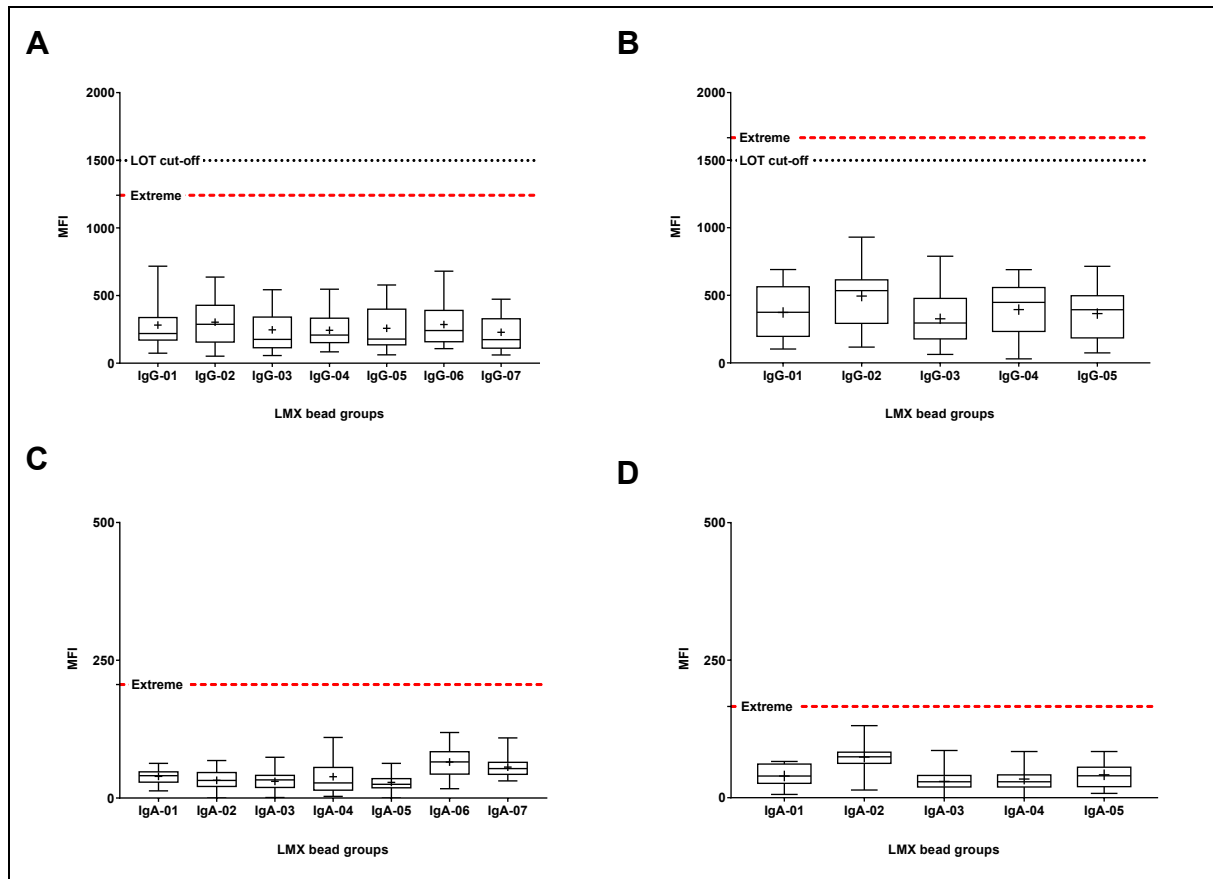 A
2000
1500
1000
500
0
MFI
LOT cut-off
Extreme
IgG-01 IgG-02 IgG-03 IgG-04 IgG-05 IgG-06 IgG-07
LMX bead groups
B
2000
1500
1000
500
0
MFI
Extreme
LOT cut-off
IgG-01 IgG-02 IgG-03 IgG-04 IgG-05
LMX bead groups
C
500
250
0
MFI
Extreme
IgA-01 IgA-02 IgA-03 IgA-04 IgA-05 IgA-06 IgA-07
LMX bead groups
D
500
250
0
MFI
Extreme
IgA-01 IgA-02 IgA-03 IgA-04 IgA-05
LMX bead groups